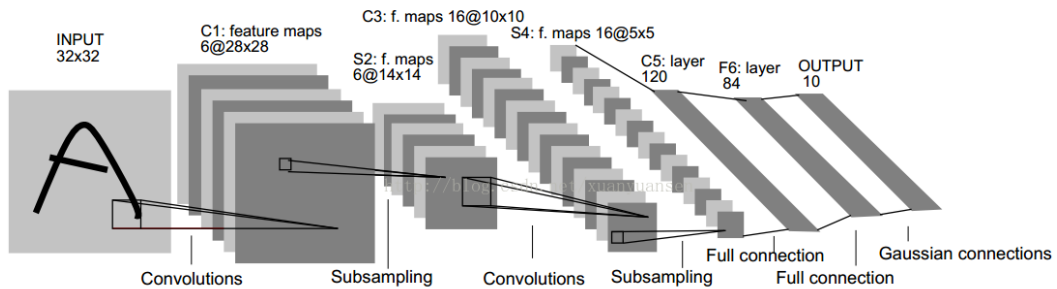 INPUT
32x32
C1: feature maps
6@28x28
S2: f. maps
6@14x14
C3: f. maps 16@10x10
S4: f. maps 16@5x5
C5: layer
120
F6: layer
84
OUTPUT
10
Convolutions
Subsampling
Convolutions
Subsampling
Full connection
Full connection
Gaussian connections